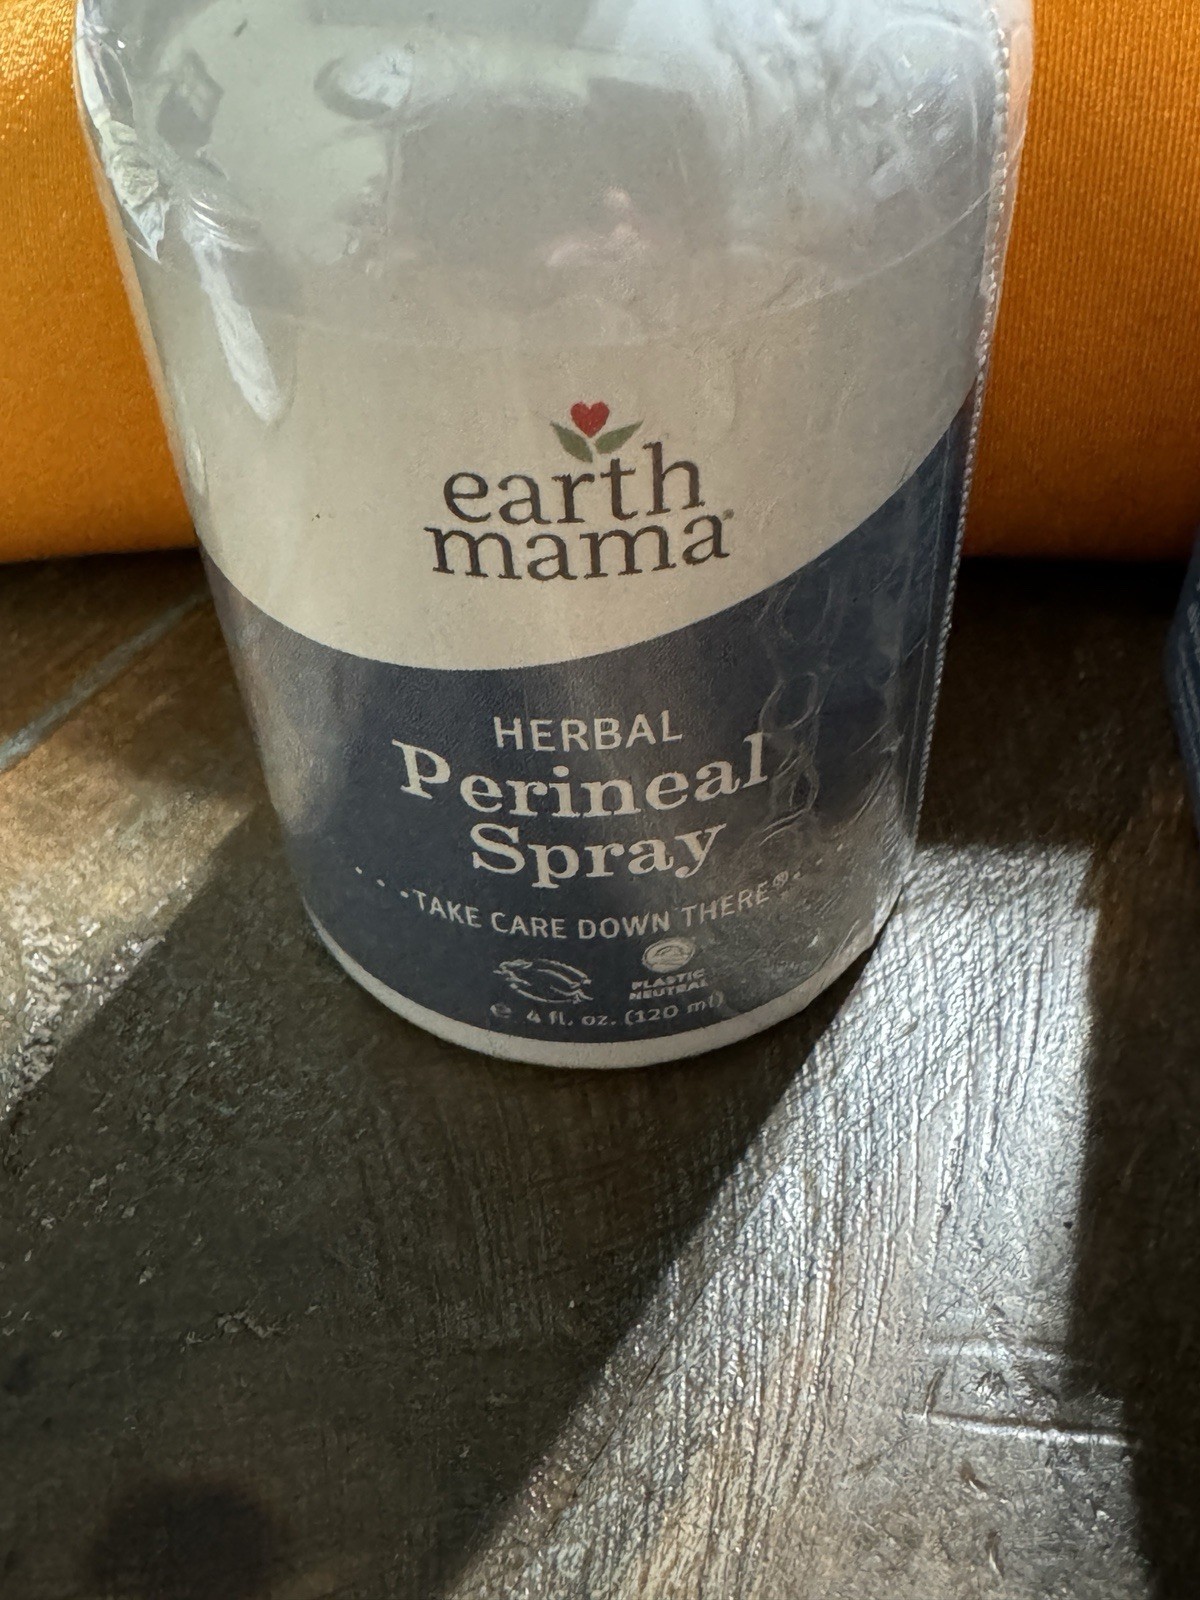 earth
mama®
HERBAL
Perineal
Spray
TAKE CARE DOWN THERE®
PLASTIC
NEUTRAL
℮ 4 fl. oz. (120 ml)